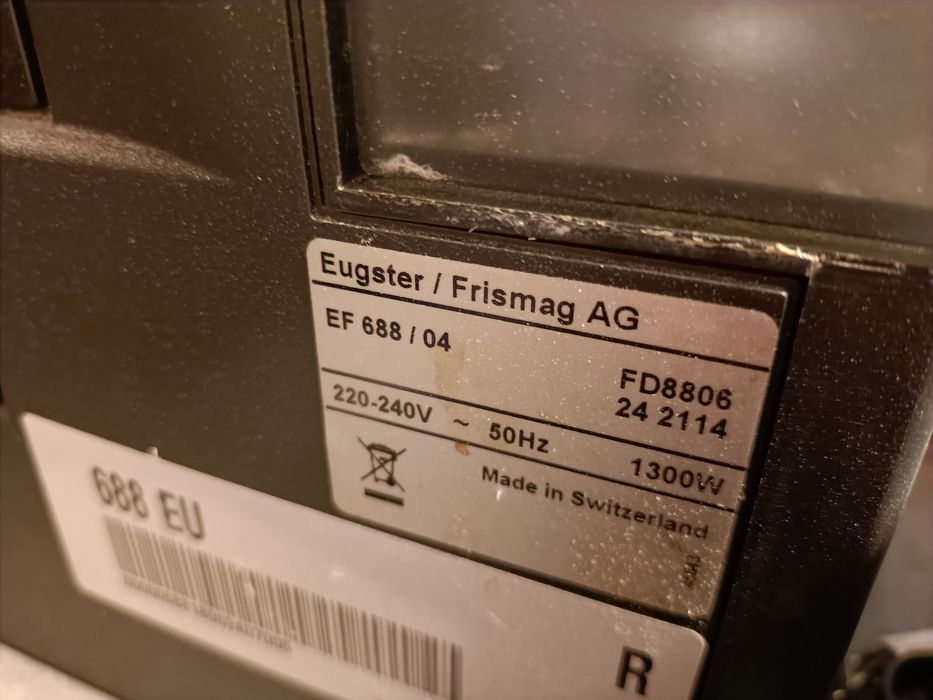 Eugster / Frismag AG
EF 688 / 04
FD8806
24 2114
220-240V ~ 50Hz
1300W
Made in Switzerland
688 EU
R